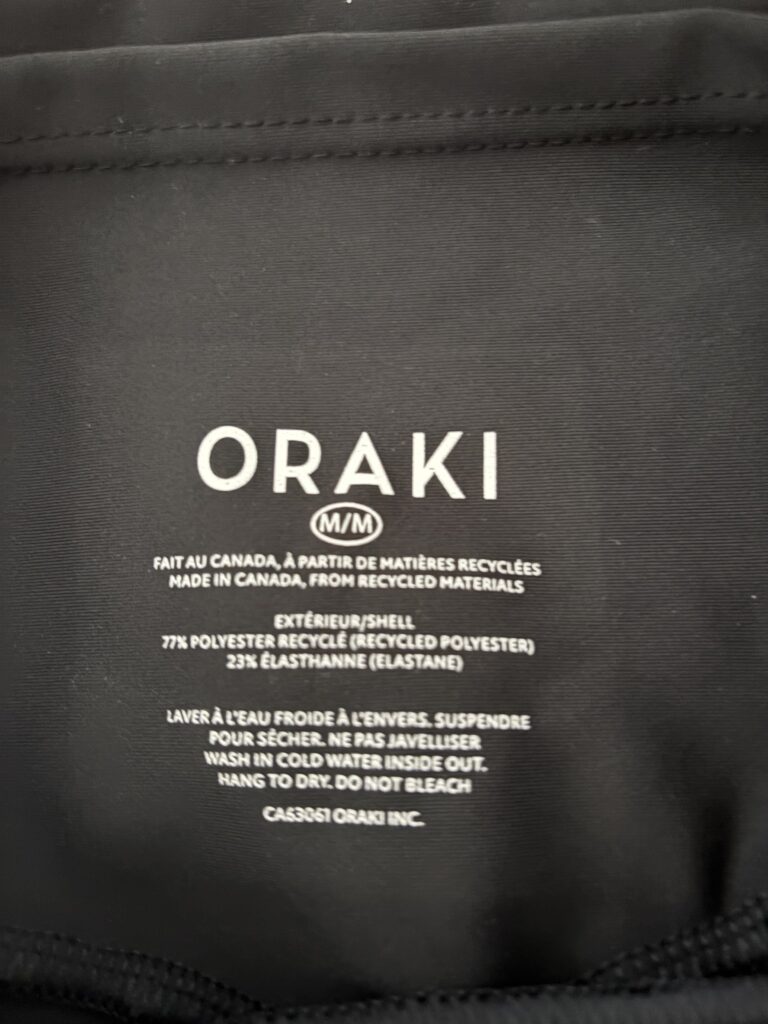 ORAKI
M/M
FAIT AU CANADA, À PARTIR DE MATIÈRES RECYCLÉES
MADE IN CANADA, FROM RECYCLED MATERIALS
EXTÉRIEUR/SHELL
77% POLYESTER RECYCLÉ (RECYCLED POLYESTER)
23% ÉLASTHANNE (ELASTANE)
LAVER À L'EAU FROIDE À L'ENVERS. SUSPENDRE
POUR SÉCHER. NE PAS JAVELLISER
WASH IN COLD WATER INSIDE OUT.
HANG TO DRY. DO NOT BLEACH
CA63061 ORAKI INC.